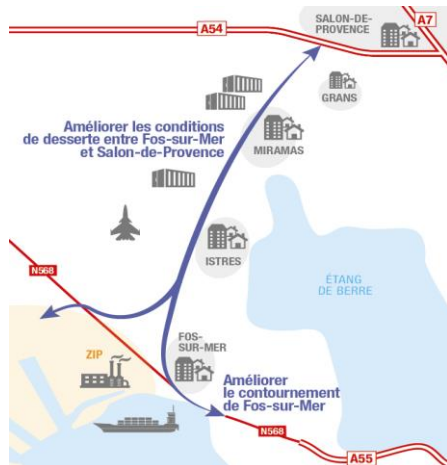 SALON-DE-
PROVENCE
A7
A54
GRANS
Améliorer les conditions
de desserte entre Fos-sur-Mer
et Salon-de-Provence
MIRAMAS
ISTRES
N568
ÉTANG
DE BERRE
FOS-
SUR-MER
ZIP
Améliorer
le contournement
de Fos-sur-Mer
N568
A55